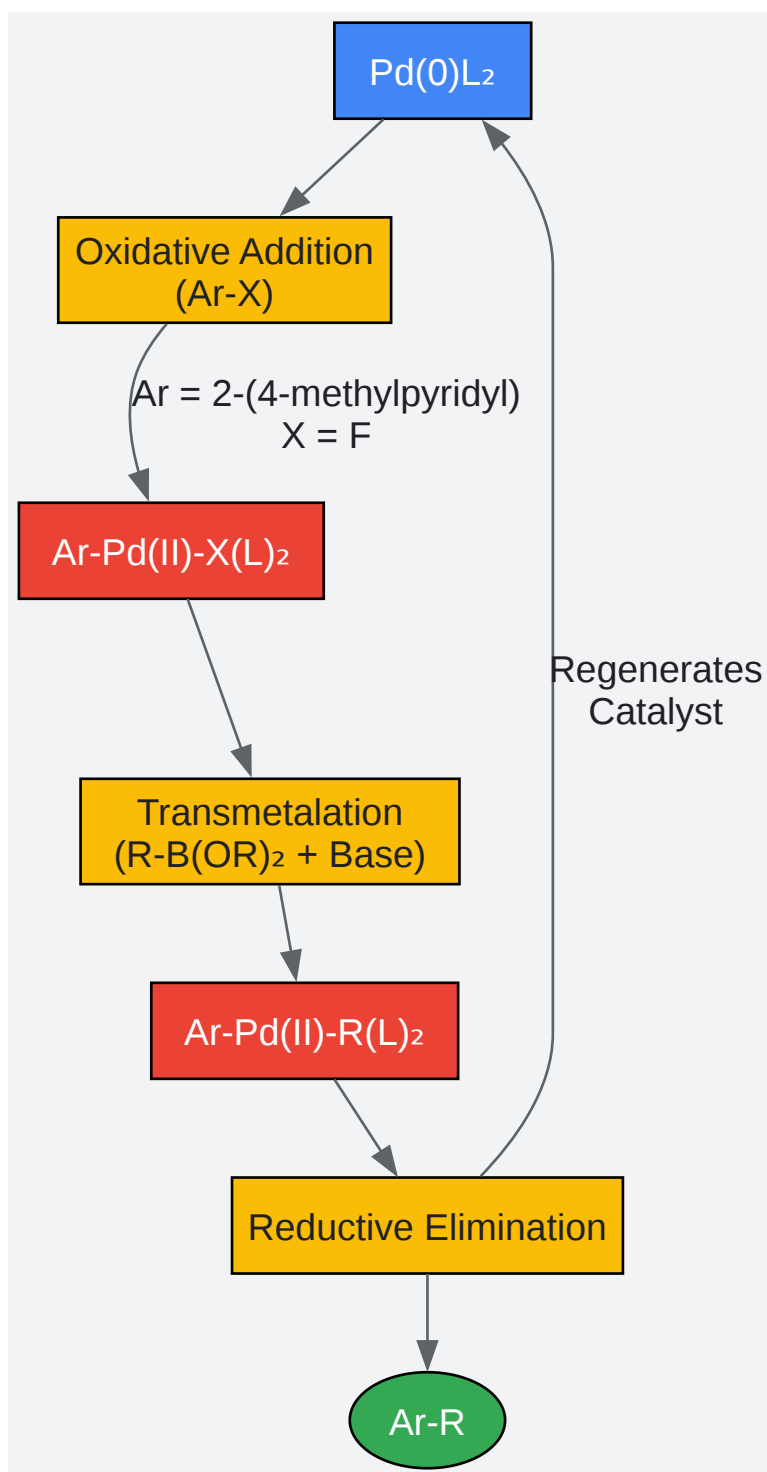 Pd(0)L₂
Oxidative Addition
(Ar-X)
Ar = 2-(4-methylpyridyl)
X = F
Ar-Pd(II)-X(L)₂
Regenerates
Catalyst
Transmetalation
(R-B(OR)₂ + Base)
Ar-Pd(II)-R(L)₂
Reductive Elimination
Ar-R